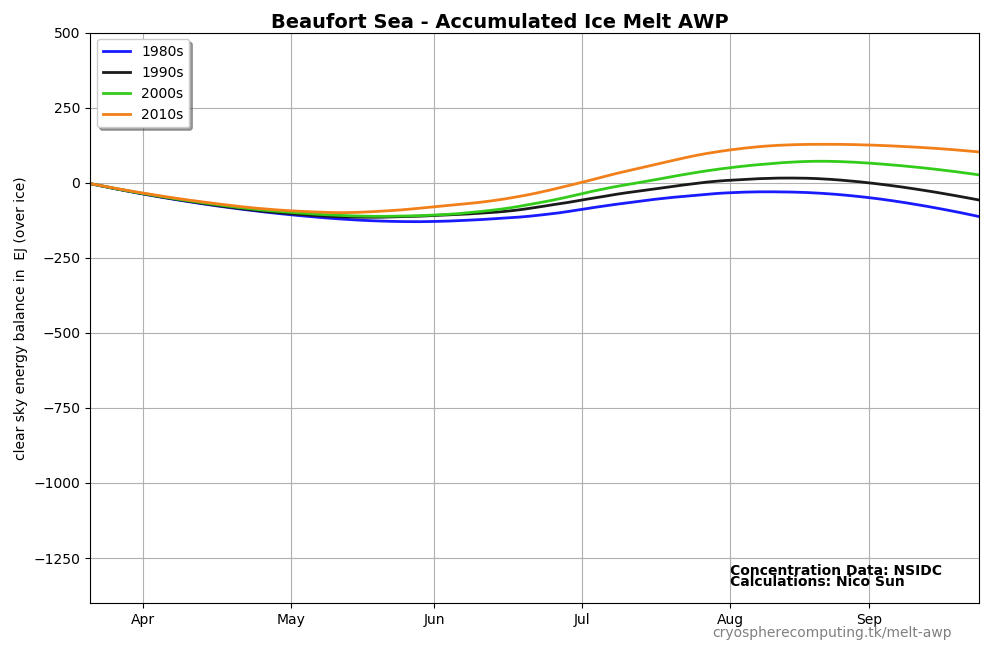 Beaufort Sea - Accumulated Ice Melt AWP
500
250
0
−250
−500
−750
−1000
−1250
clear sky energy balance in  EJ (over ice)
1980s
1990s
2000s
2010s
Concentration Data: NSIDC
Calculations: Nico Sun
Apr May Jun Jul Aug Sep
cryospherecomputing.tk/melt-awp